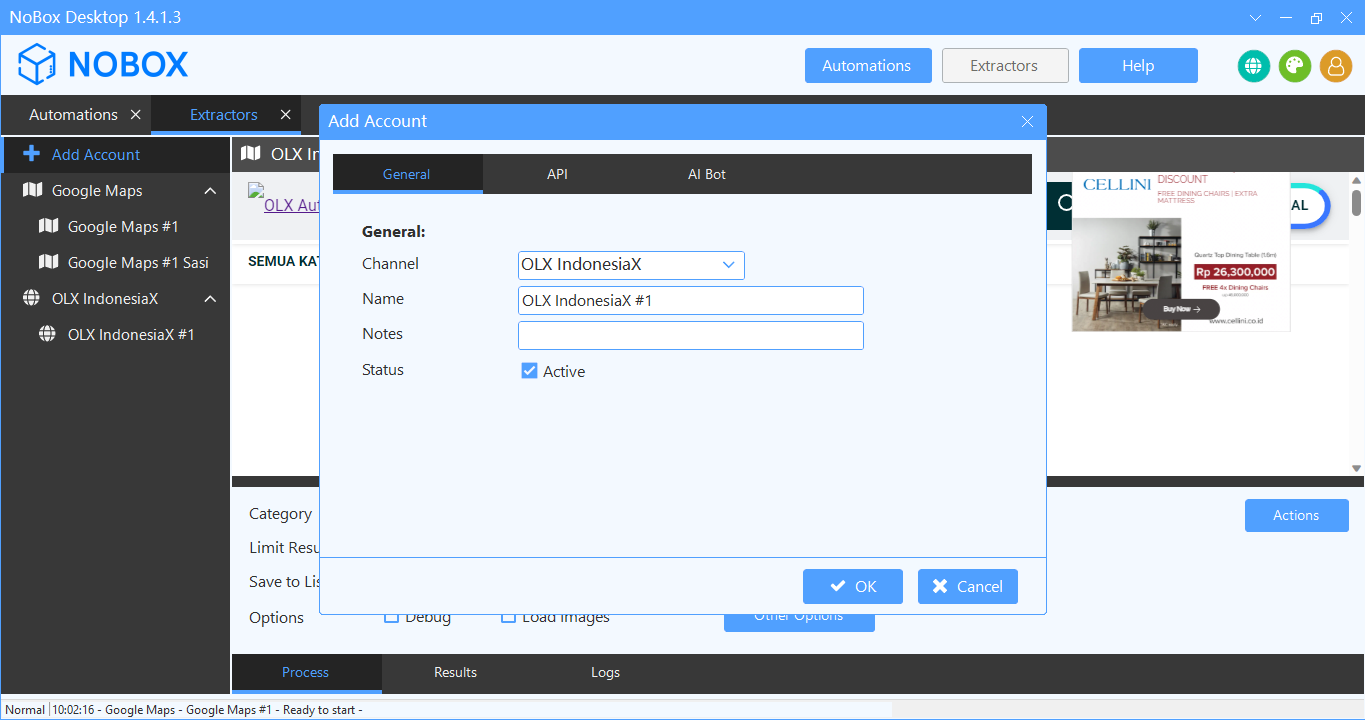 NoBox Desktop 1.4.1.3
NOBOX
Automations
Extractors
Help
Automations
Extractors
Add Account
Google Maps
Google Maps #1
Google Maps #1 Sasi
OLX IndonesiaX
OLX IndonesiaX #1
OLX In
OLX Aut
SEMUA KAT
Add Account
General
API
AI Bot
General:
Channel
OLX IndonesiaX
Name
OLX IndonesiaX #1
Notes
Status
Active
OK
Cancel
CELLINI
DISCOUNT
FREE DINING CHAIRS | EXTRA
MATTRESS
AL
Quartz Top Dining Table (1.5m)
Rp 26,300,000
FREE 4x Dining Chairs
Buy Now →
www.cellini.co.id
Category
Limit Resu
Save to Lis
Options
Debug
Load Images
Other Options
Actions
Process
Results
Logs
Normal
10:02:16 - Google Maps - Google Maps #1 - Ready to start -